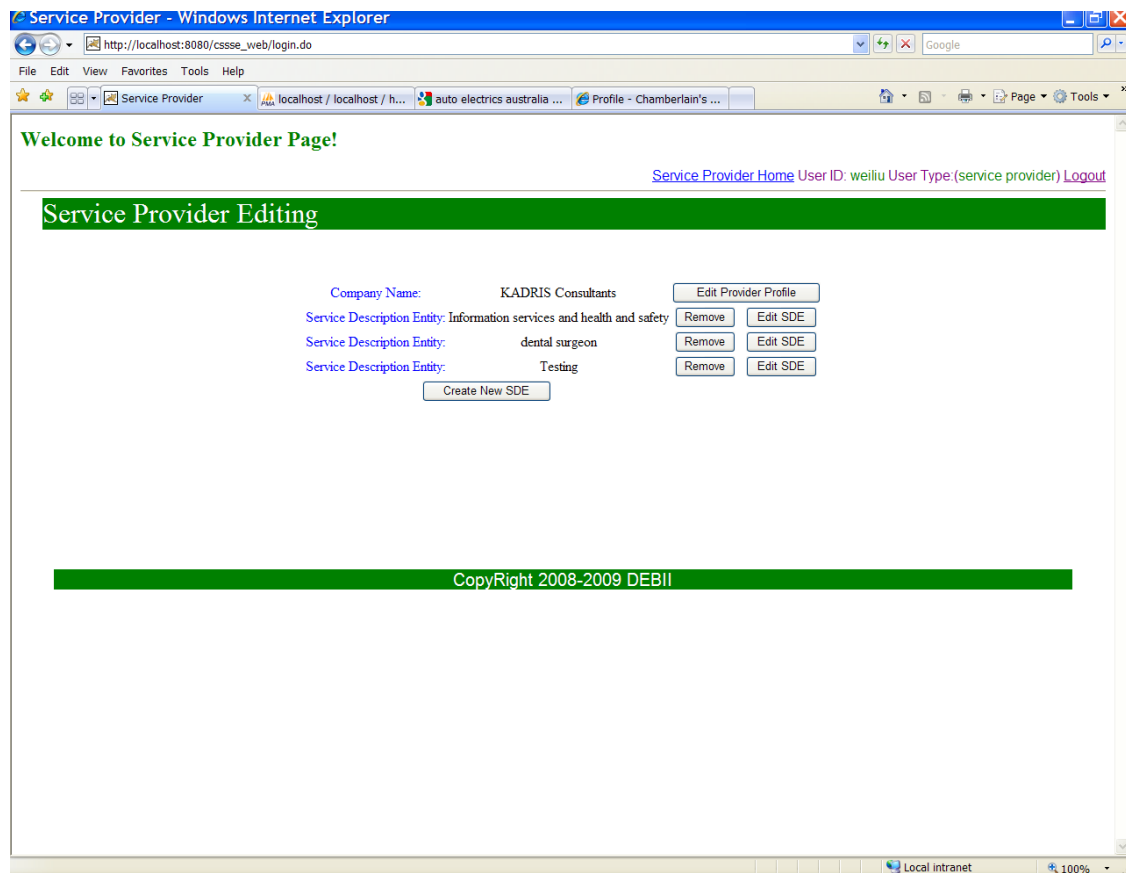 Service Provider - Windows Internet Explorer
http://localhost:8080/cssse_web/login.do
Google
File Edit View Favorites Tools Help
Service Provider x localhost / localhost / h... auto electrics australia ... Profile - Chamberlain's ... Page Tools »
Welcome to Service Provider Page!
Service Provider Home User ID: weiliu User Type:(service provider) Logout
Service Provider Editing
Company Name: KADRIS Consultants Edit Provider Profile
Service Description Entity: Information services and health and safety Remove Edit SDE
Service Description Entity: dental surgeon Remove Edit SDE
Service Description Entity: Testing Remove Edit SDE
Create New SDE
CopyRight 2008-2009 DEBII
Local intranet 100%